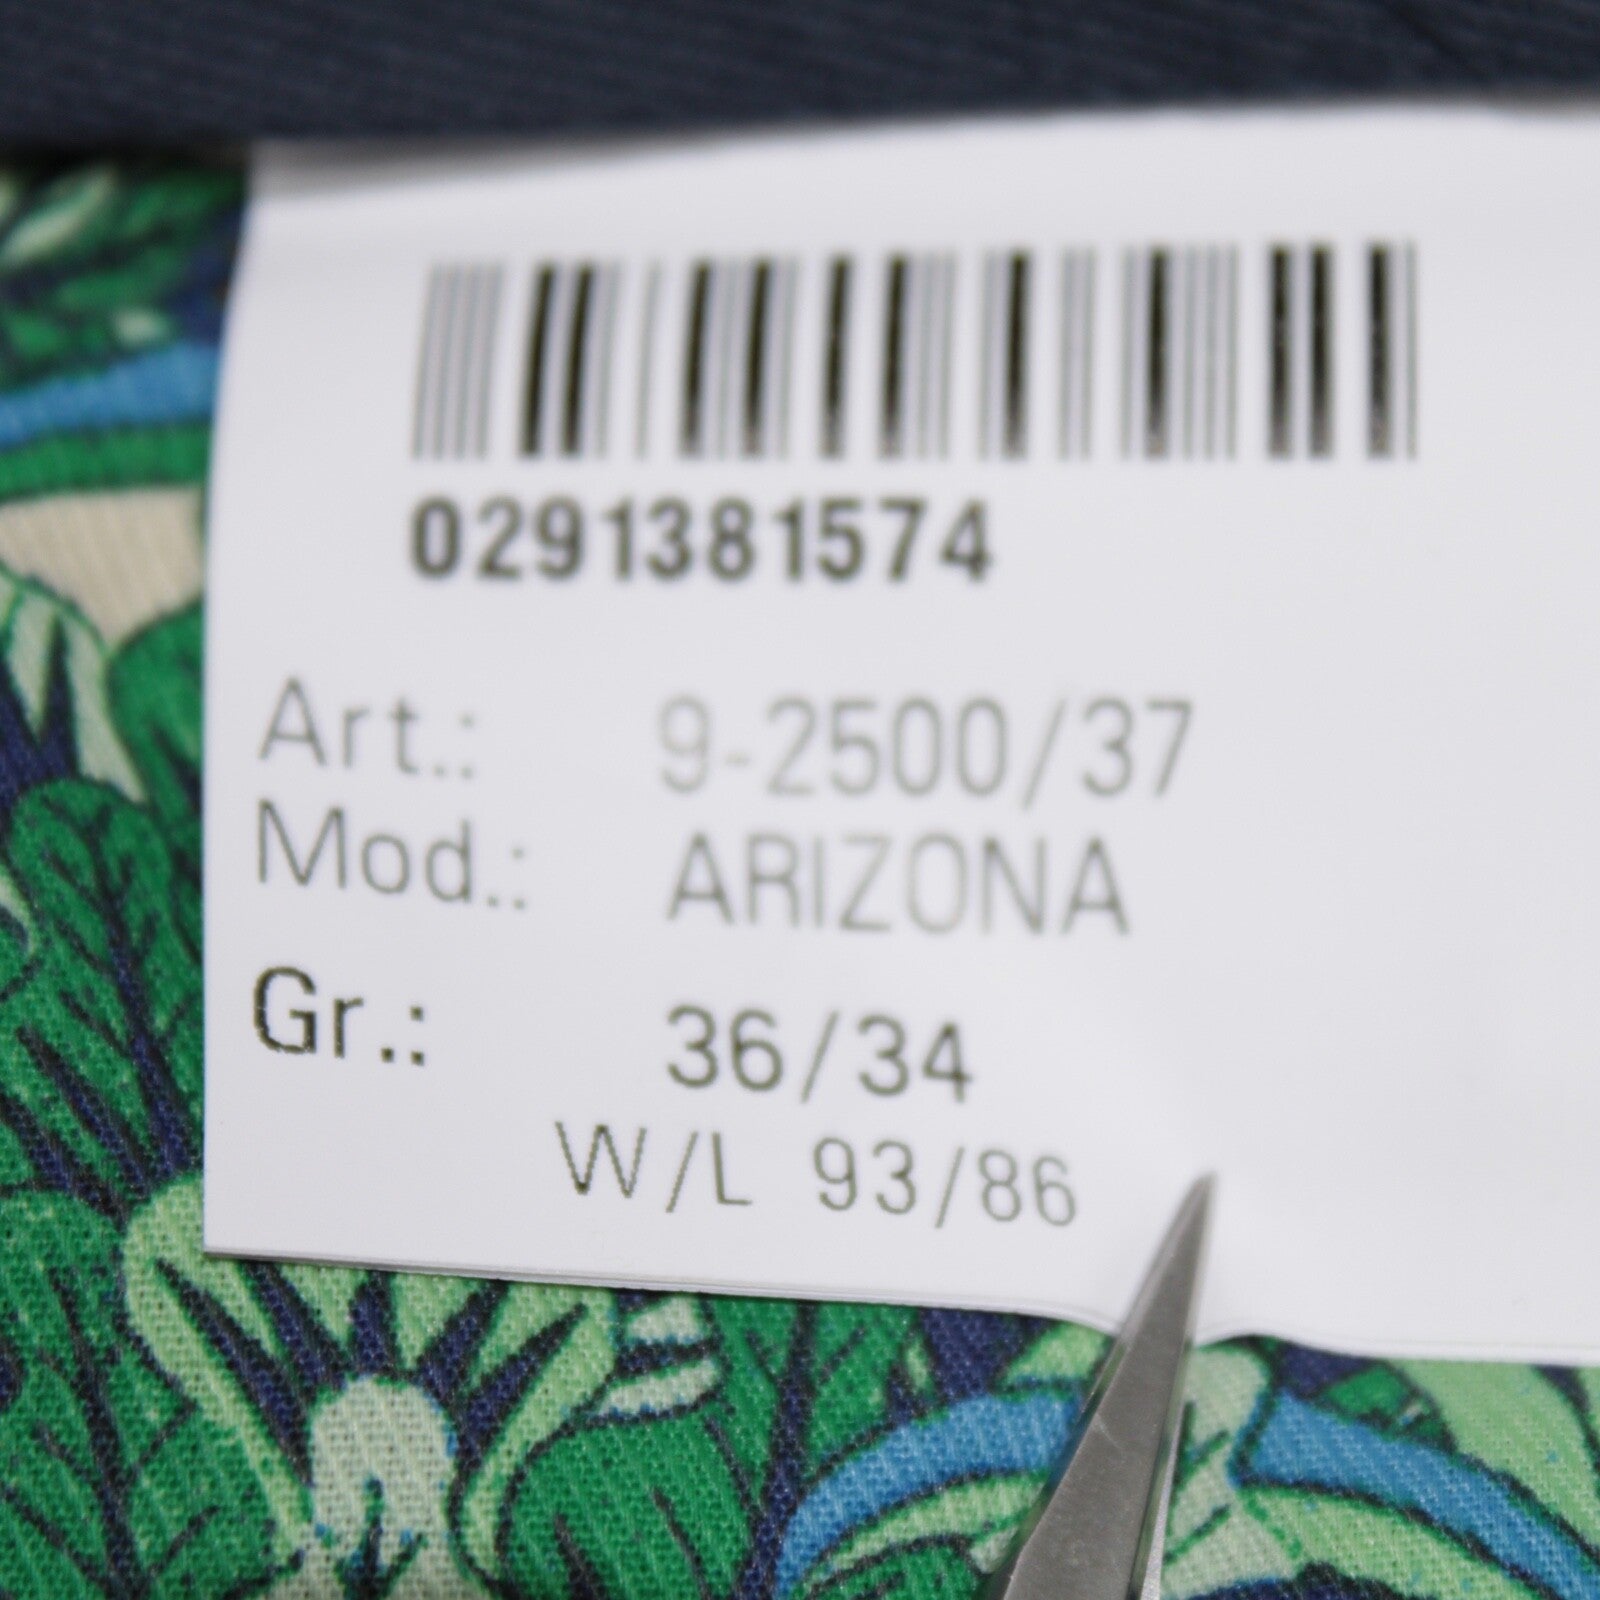 0291381574
Art.: 9-2500/37
Mod.: ARIZONA
Gr.: 36/34
W/L 93/86